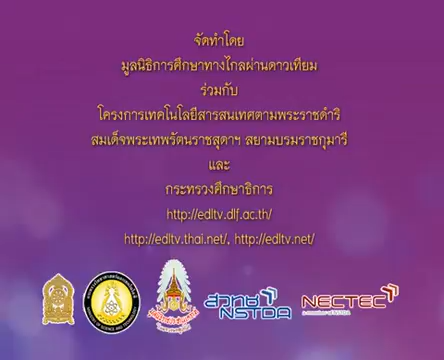 จัดทำโดย
มูลนิธิการศึกษาทางไกลผ่านดาวเทียม
ร่วมกับ
โครงการเทคโนโลยีสารสนเทศตามพระราชดำริ
สมเด็จพระเทพรัตนราชสุดาฯ สยามบรมราชกุมารี
และ
กระทรวงศึกษาธิการ
http://edltv.dlf.ac.th/
http://edltv.thai.net/, http://edltv.net/
สวทช
NSTDA
NECTEC
a member of NSTDA